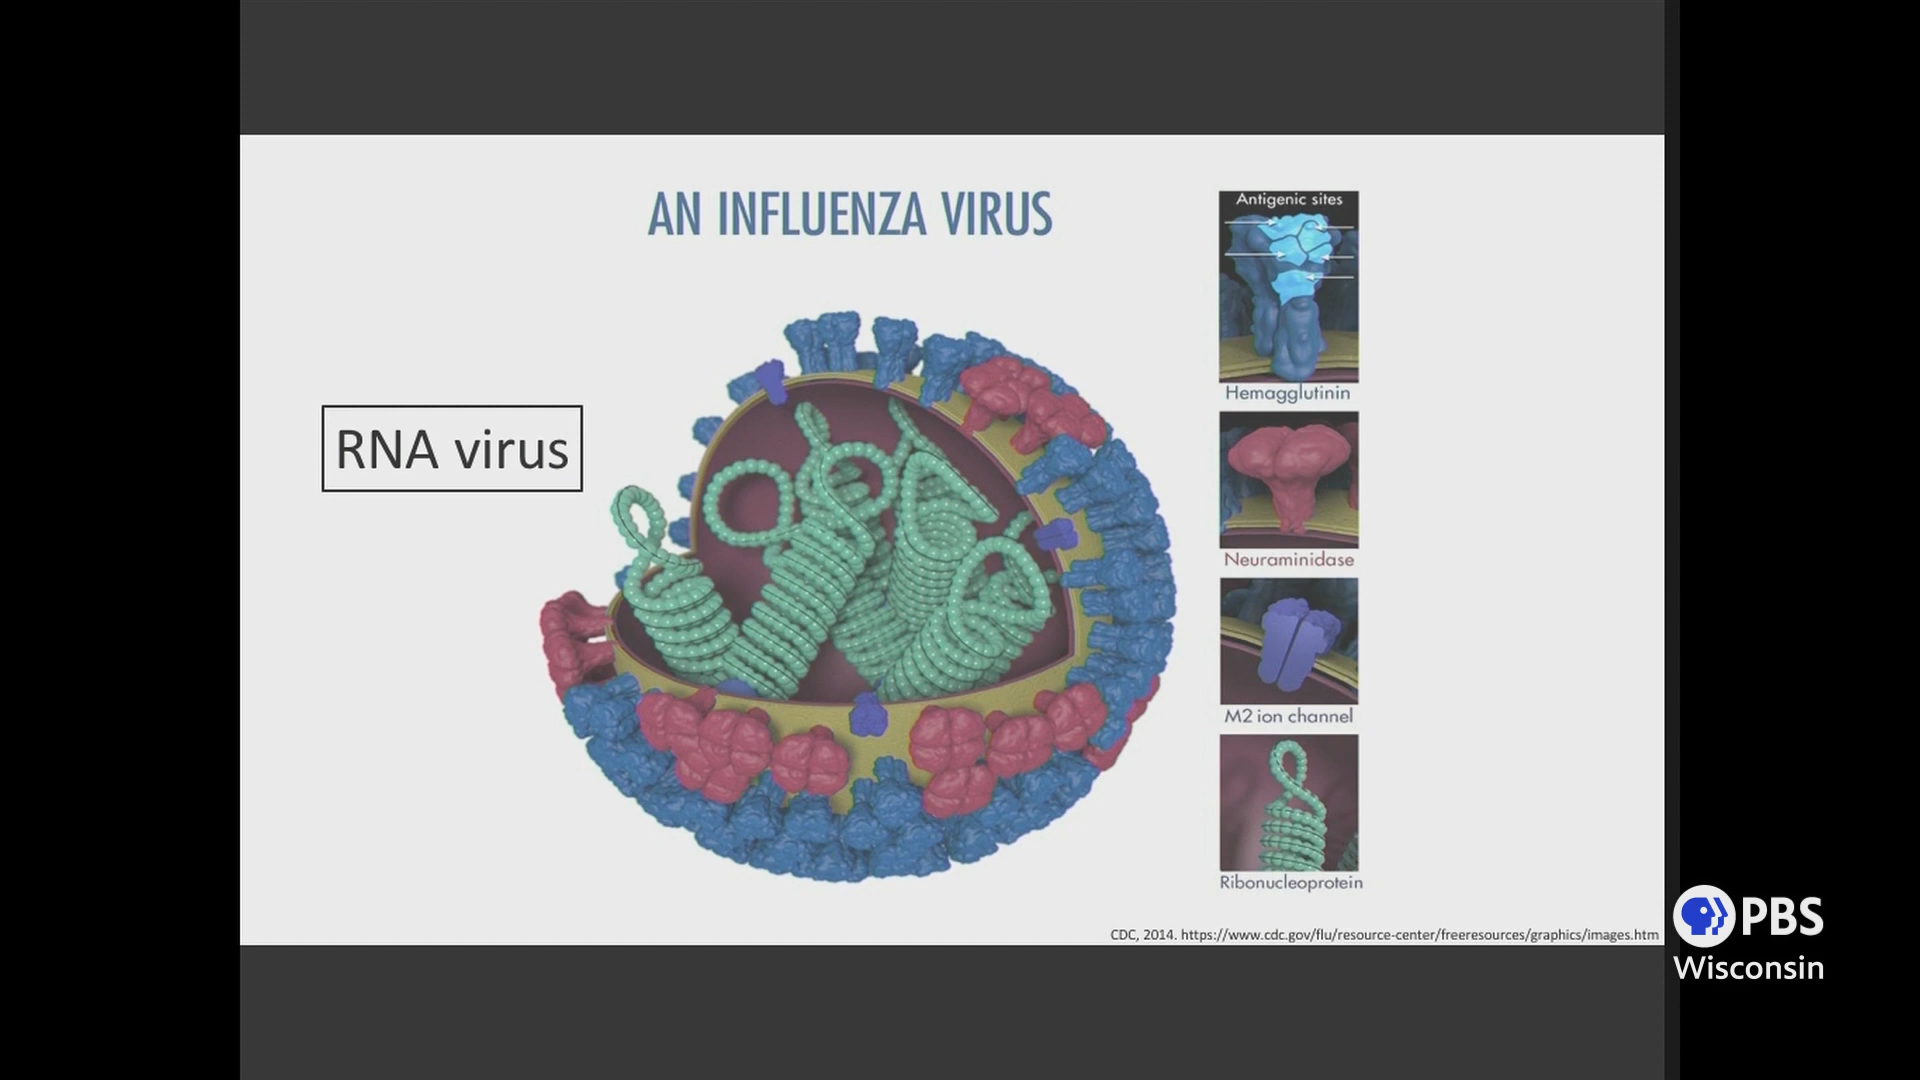 AN INFLUENZA VIRUS
RNA virus
Antigenic sites
Hemagglutinin
Neuraminidase
M2 ion channel
Ribonucleoprotein
CDC, 2014. https://www.cdc.gov/flu/resource-center/freeresources/graphics/images.htm
PBS
Wisconsin